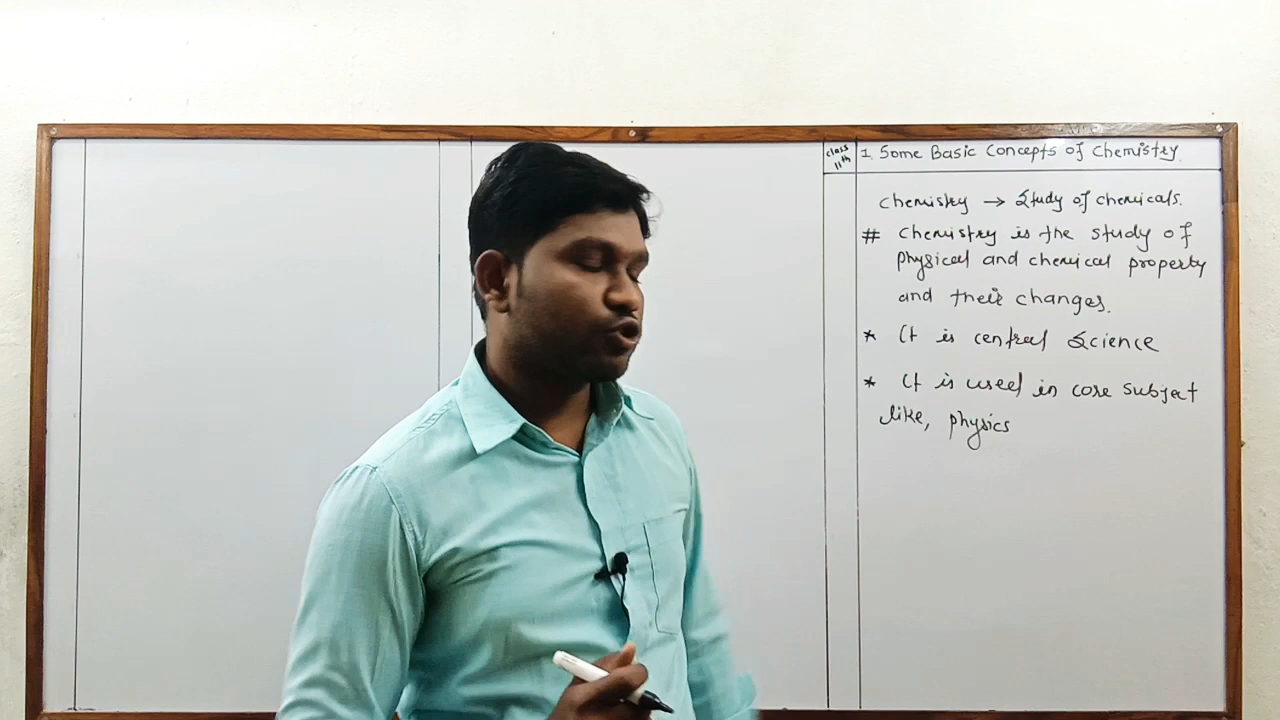 class
11th
1. Some Basic Concepts of Chemistry
Chemistry → Study of chemicals.
# Chemistry is the study of
physical and chemical property
and their changes.
* It is central Science
* It is used in core subject
like, physics